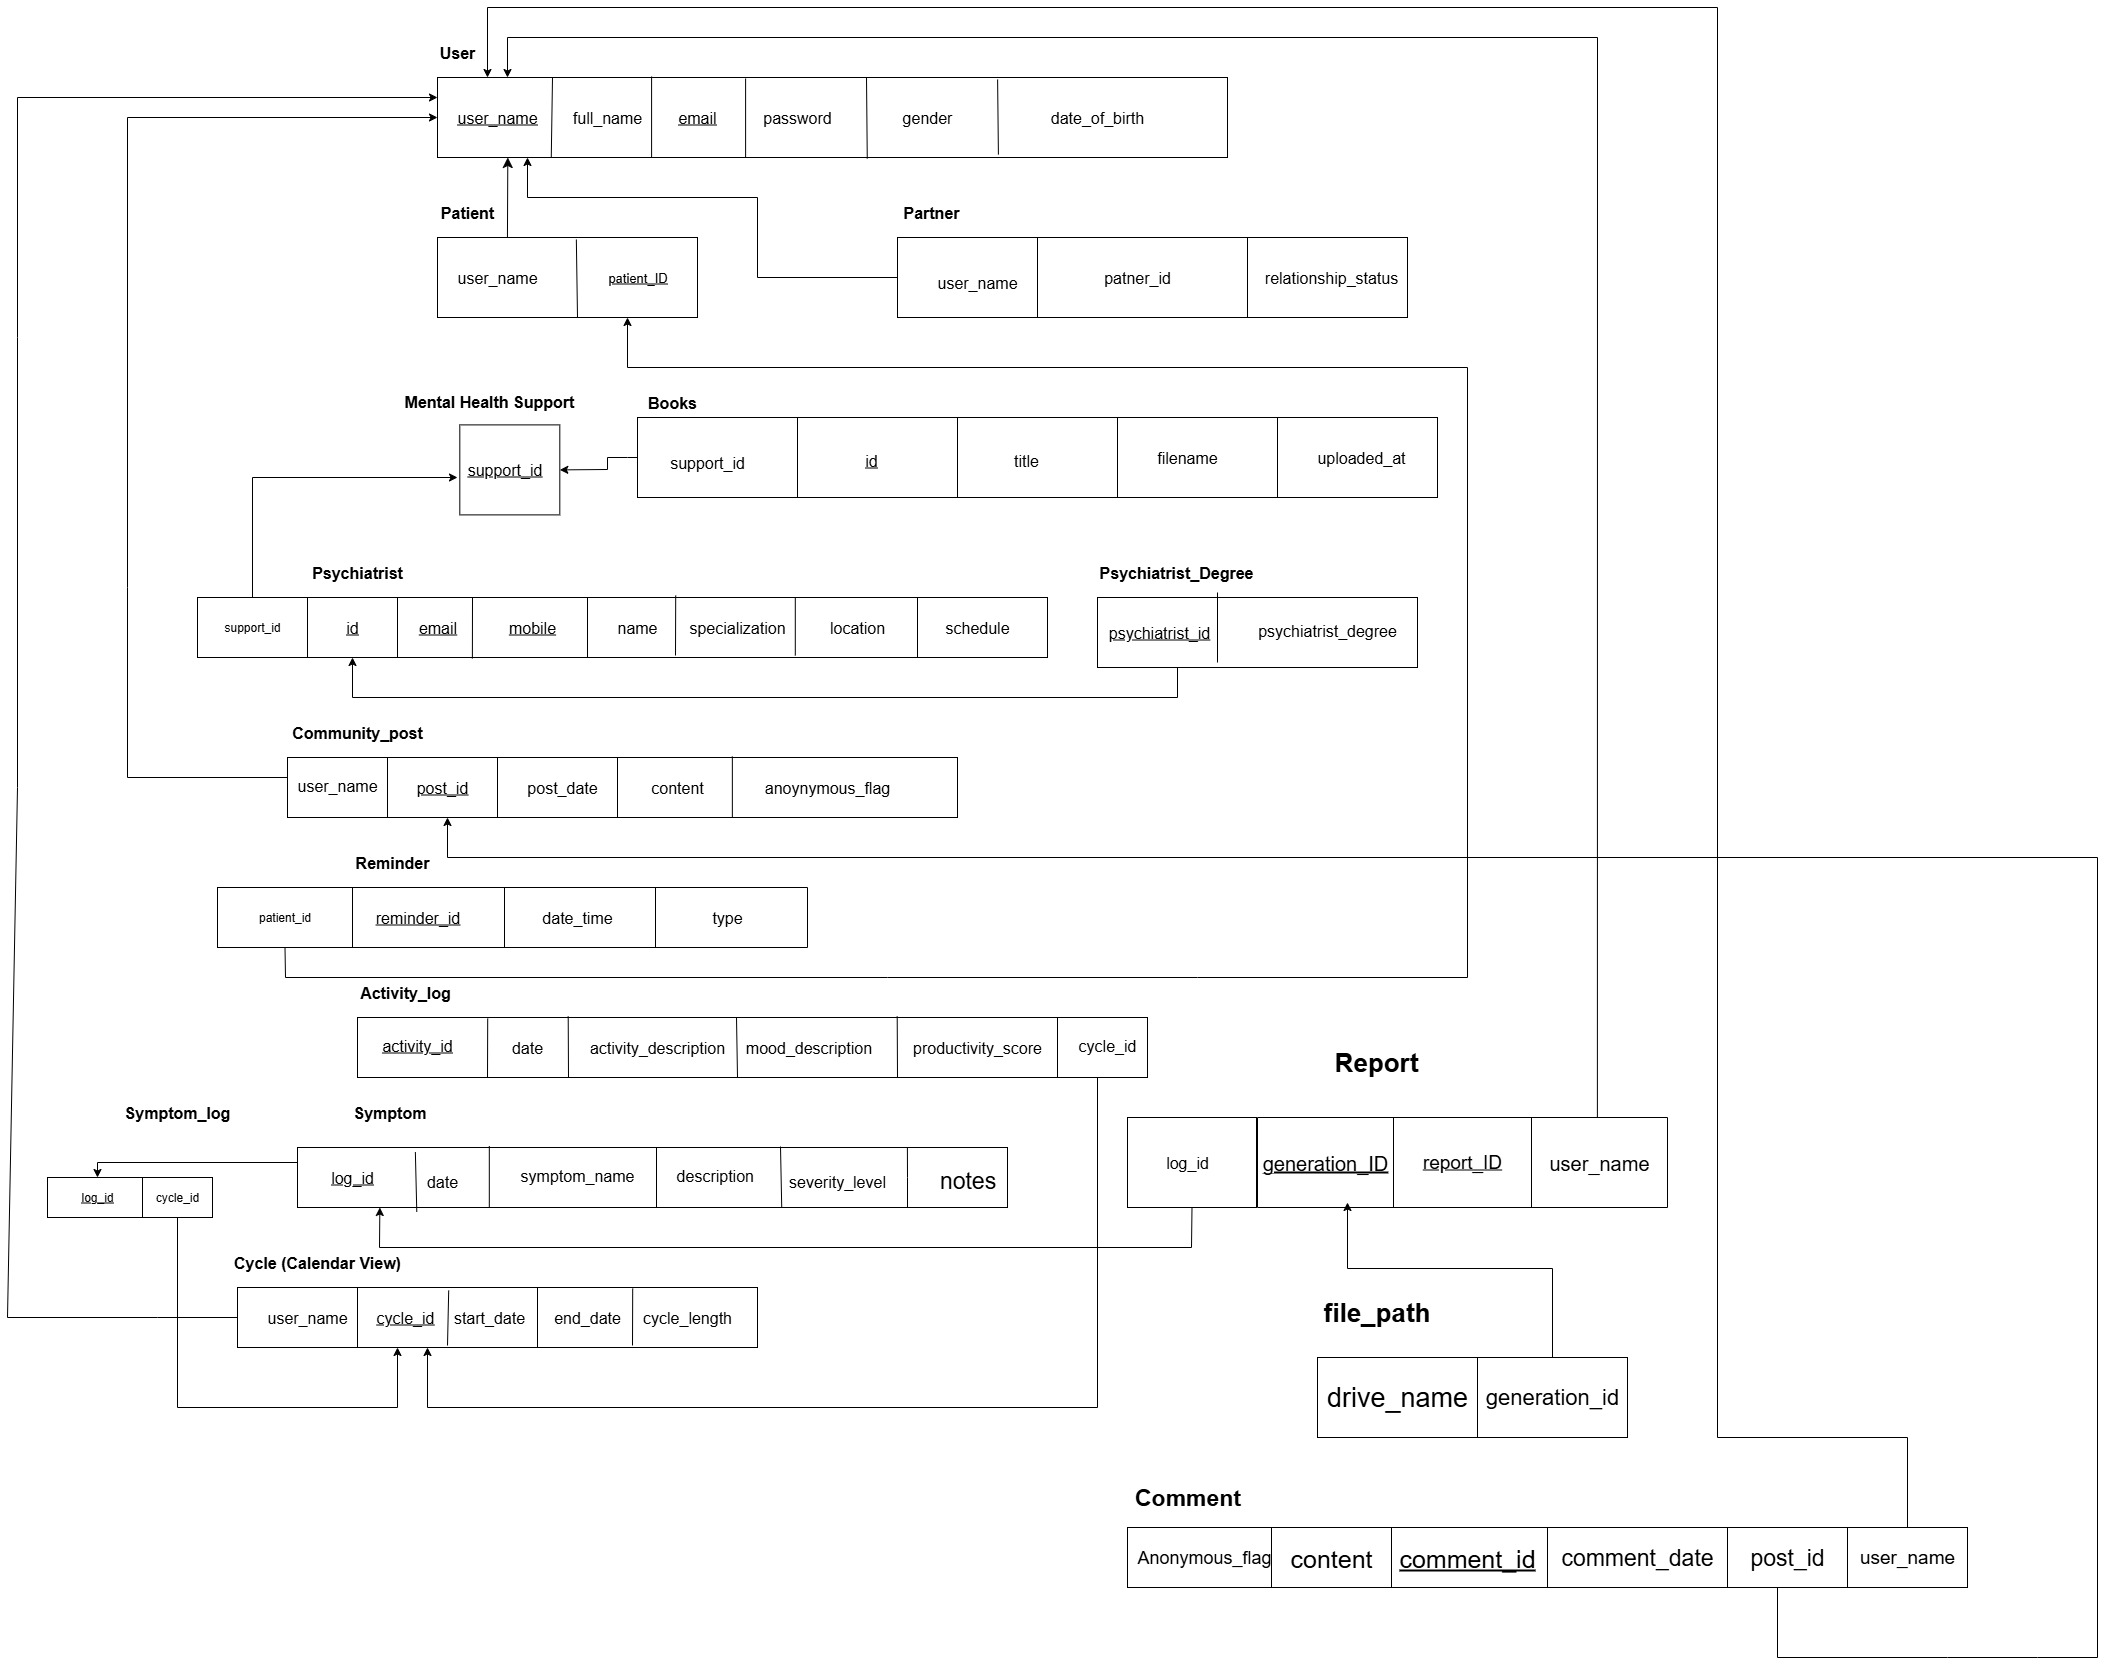 User
user_name full_name email password gender date_of_birth
Patient
user_name patient_ID
Partner
user_name patner_id relationship_status
Mental Health Support
support_id
Books
support_id id title filename uploaded_at
Psychiatrist
support_id id email mobile name specialization location schedule
Psychiatrist_Degree
psychiatrist_id psychiatrist_degree
Community_post
user_name post_id post_date content anoynymous_flag
Reminder
patient_id reminder_id date_time type
Activity_log
activity_id date activity_description mood_description productivity_score cycle_id
Symptom_log
log_id cycle_id
Symptom
log_id date symptom_name description severity_level notes
Report
log_id generation_ID report_ID user_name
Cycle (Calendar View)
user_name cycle_id start_date end_date cycle_length
file_path
drive_name generation_id
Comment
Anonymous_flag content comment_id comment_date post_id user_name